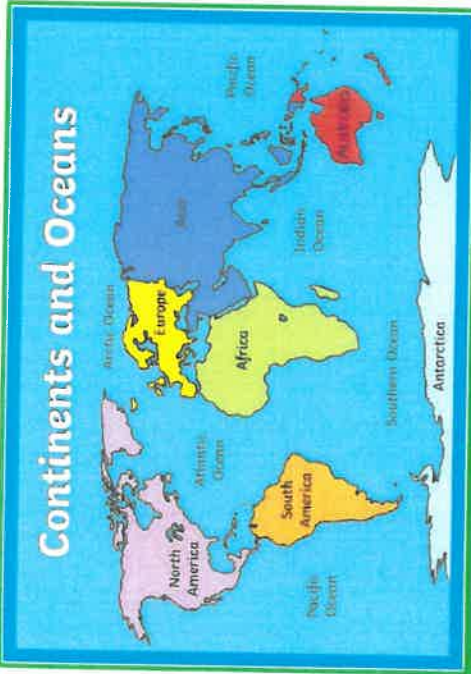 Continents and Oceans
Arctic Ocean
North
America
Europe
Asia
Atlantic
Ocean
Pacific
Ocean
Africa
Pacific
Ocean
South
America
Indian
Ocean
Australia
Southern Ocean
Antarctica